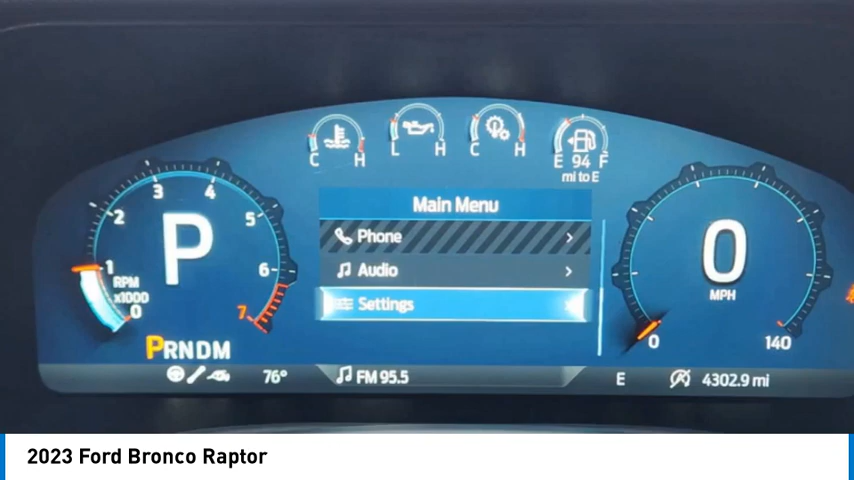 C H
L H
C H
E 94 F
mi to E
Main Menu
Phone
Audio
Settings
P
1 2 3 4 5 6 7
RPM
x1000
0
PRNDM
0
MPH
0 140
76°
FM 95.5
E
4302.9 mi
2023 Ford Bronco Raptor